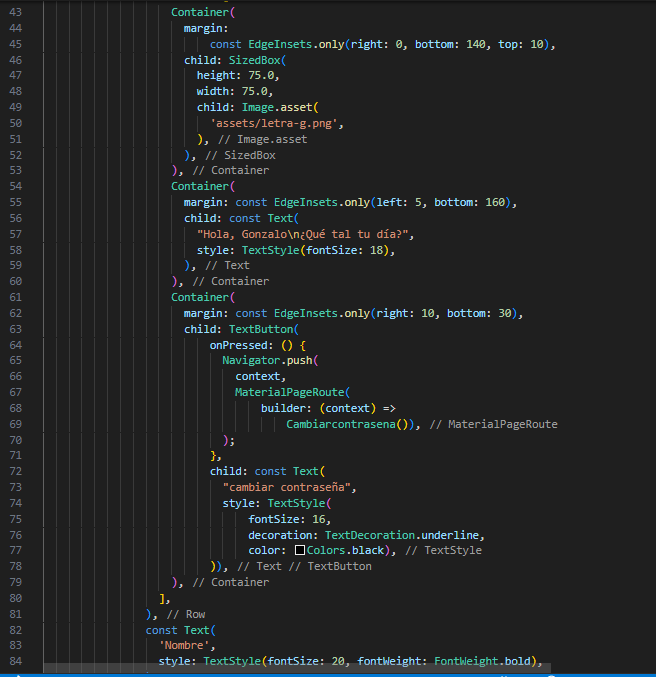 43 Container(
44 margin:
45 const EdgeInsets.only(right: 0, bottom: 140, top: 10),
46 child: SizedBox(
47 height: 75.0,
48 width: 75.0,
49 child: Image.asset(
50 'assets/letra-g.png',
51 ), // Image.asset
52 ), // SizedBox
53 ), // Container
54 Container(
55 margin: const EdgeInsets.only(left: 5, bottom: 160),
56 child: const Text(
57 "Hola, Gonzalo\n¿Qué tal tu día?",
58 style: TextStyle(fontSize: 18),
59 ), // Text
60 ), // Container
61 Container(
62 margin: const EdgeInsets.only(right: 10, bottom: 30),
63 child: TextButton(
64 onPressed: () {
65 Navigator.push(
66 context,
67 MaterialPageRoute(
68 builder: (context) =>
69 Cambiarcontrasena()), // MaterialPageRoute
70 );
71 },
72 child: const Text(
73 "cambiar contraseña",
74 style: TextStyle(
75 fontSize: 16,
76 decoration: TextDecoration.underline,
77 color: Colors.black), // TextStyle
78 )), // Text // TextButton
79 ), // Container
80 ],
81 ), // Row
82 const Text(
83 'Nombre',
84 style: TextStyle(fontSize: 20, fontWeight: FontWeight.bold),